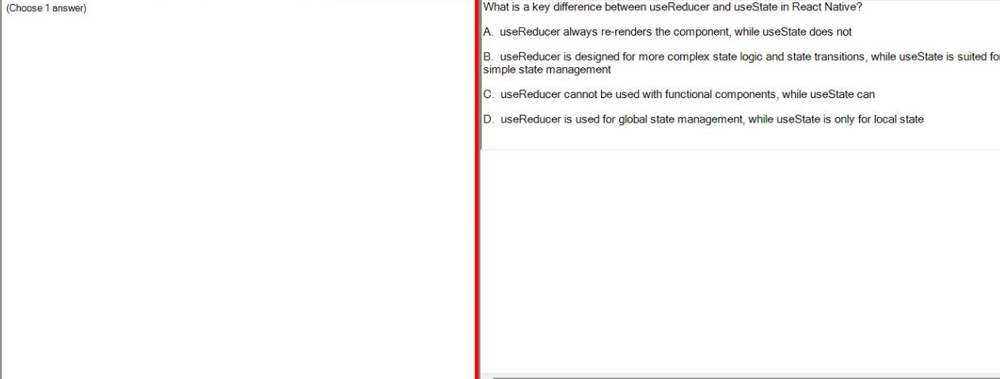 (Choose 1 answer)
What is a key difference between useReducer and useState in React Native?
A. useReducer always re-renders the component, while useState does not
B. useReducer is designed for more complex state logic and state transitions, while useState is suited
simple state management
C. useReducer cannot be used with functional components, while useState can
D. useReducer is used for global state management, while useState is only for local state